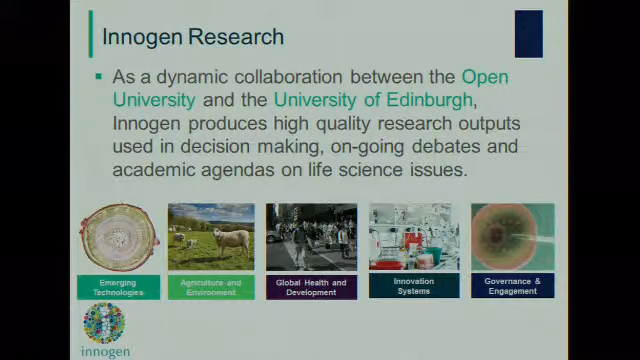 Innogen Research
As a dynamic collaboration between the Open
University and the University of Edinburgh,
Innogen produces high quality research outputs
used in decision making, on-going debates and
academic agendas on life science issues.
Emerging
Technologies
Agriculture and
Environment
Global Health and
Development
Innovation
Systems
Governance &
Engagement
innogen